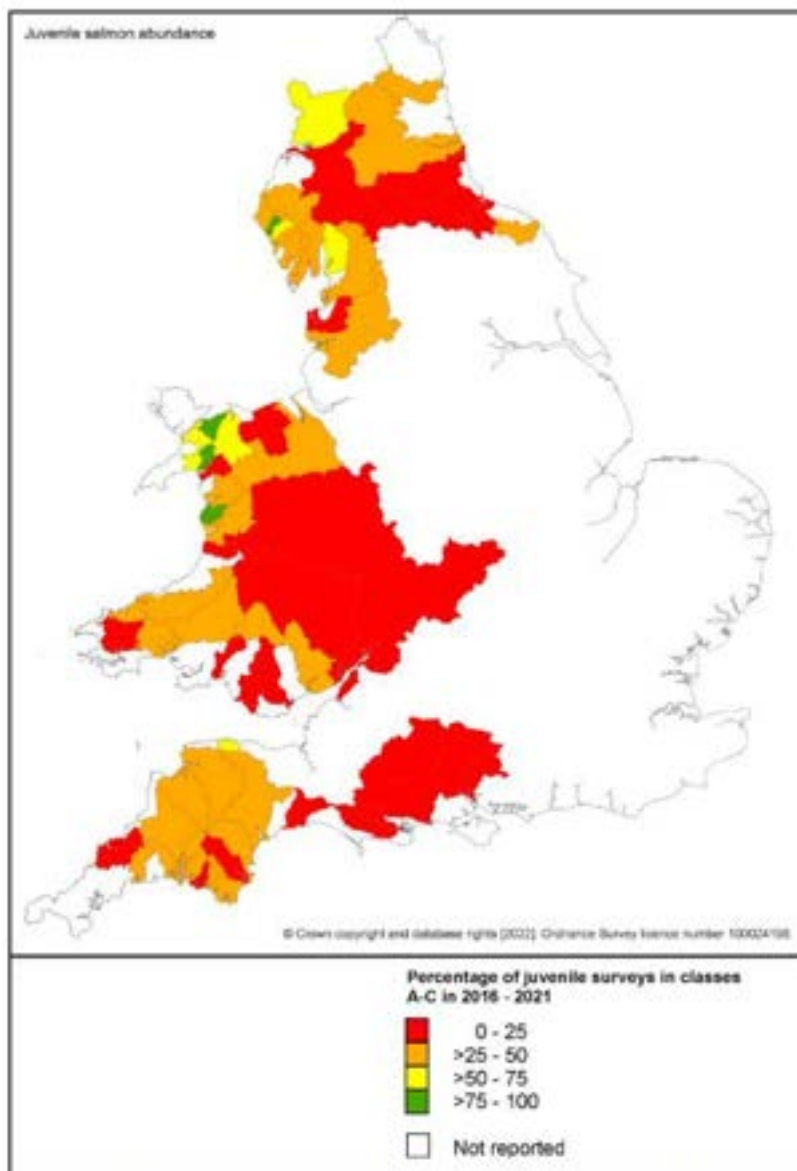 Juvenile salmon abundance
© Crown copyright and database rights [2022]. Ordnance Survey licence number 100024198
Percentage of juvenile surveys in classes
A-C in 2016 - 2021
0 - 25
>25 - 50
>50 - 75
>75 - 100
Not reported